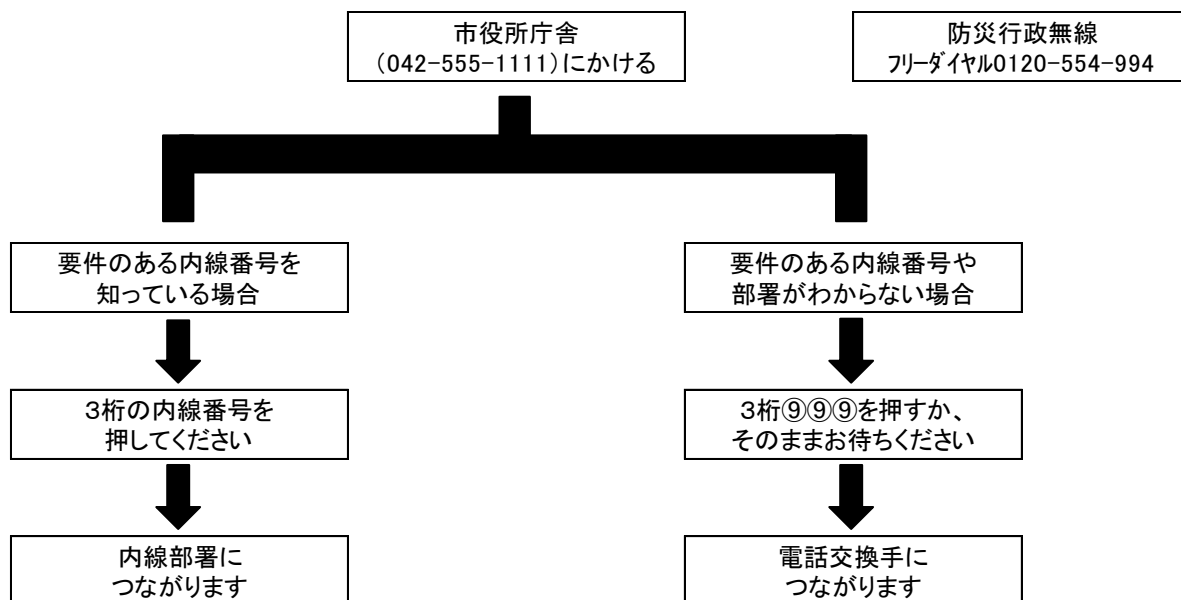 市役所庁舎
(042-555-1111)にかける
防災行政無線
ﾌﾘｰﾀﾞｲﾔﾙ0120-554-994
要件のある内線番号を
知っている場合
要件のある内線番号や
部署がわからない場合
3桁の内線番号を
押してください
3桁⑨⑨⑨を押すか、
そのままお待ちください
内線部署に
つながります
電話交換手に
つながります